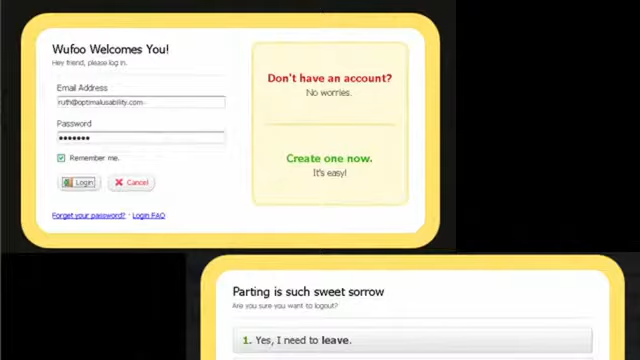 Wufoo Welcomes You!
Hey friend, please log in.
Email Address
ruth@optimalusability.com
Password
Remember me.
Login
Cancel
Forget your password? · Login FAQ
Don't have an account?
No worries.
Create one now.
It's easy!
Parting is such sweet sorrow
Are you sure you want to logout?
1. Yes, I need to leave.